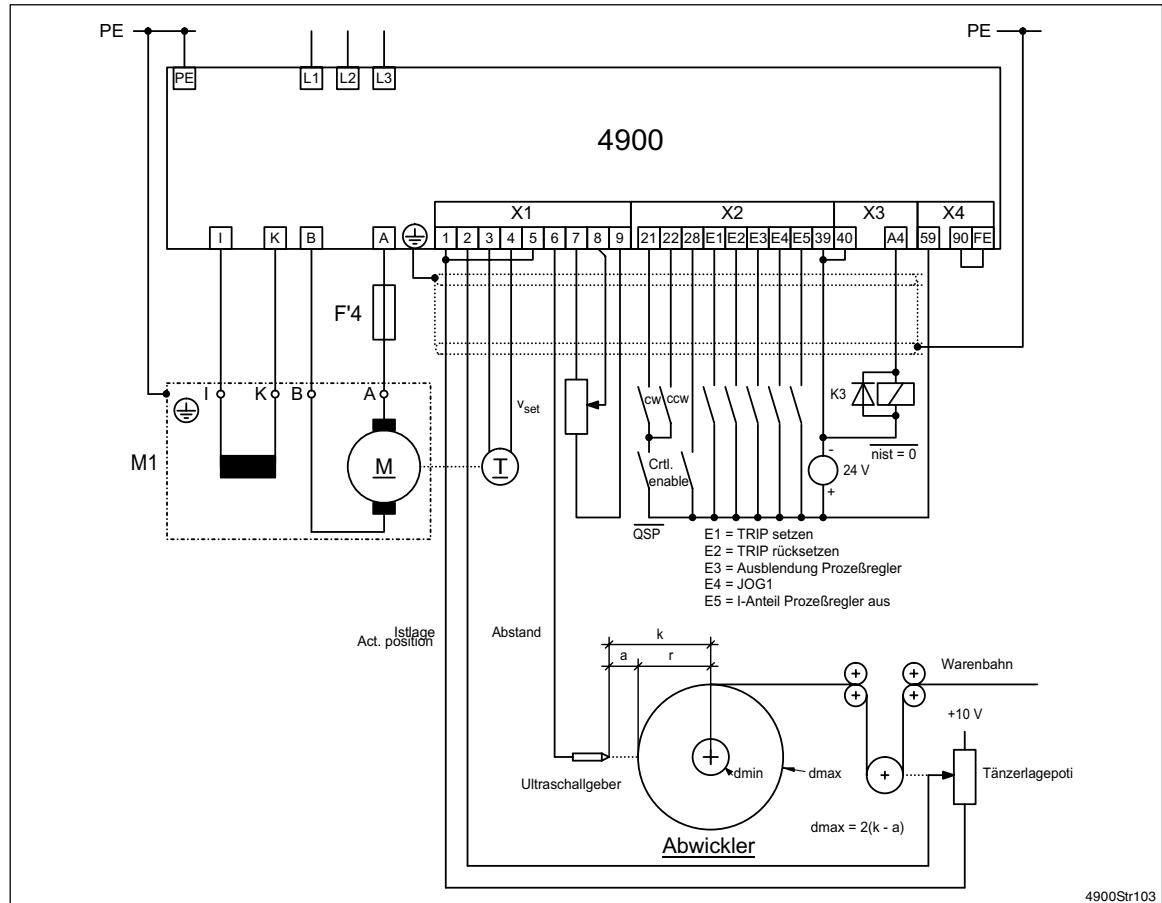 PE PE
PE L1 L2 L3
4900
X1 X2 X3 X4
I K B A 1 2 3 4 5 6 7 8 9 21 22 28 E1 E2 E3 E4 E5 39 40 A4 59 90 FE
F'4
I K B A
M1
M
T
vset
cw ccw
Crtl.
enable
QSP
K3
nist = 0
-
24 V
+
E1 = TRIP setzen
E2 = TRIP rücksetzen
E3 = Ausblendung Prozeßregler
E4 = JOG1
E5 = I-Anteil Prozeßregler aus
Istlage
Act. position
Abstand
k
a r
Warenbahn
+10 V
Ultraschallgeber
dmin
dmax
Tänzerlagepoti
dmax = 2(k - a)
Abwickler
4900Str103